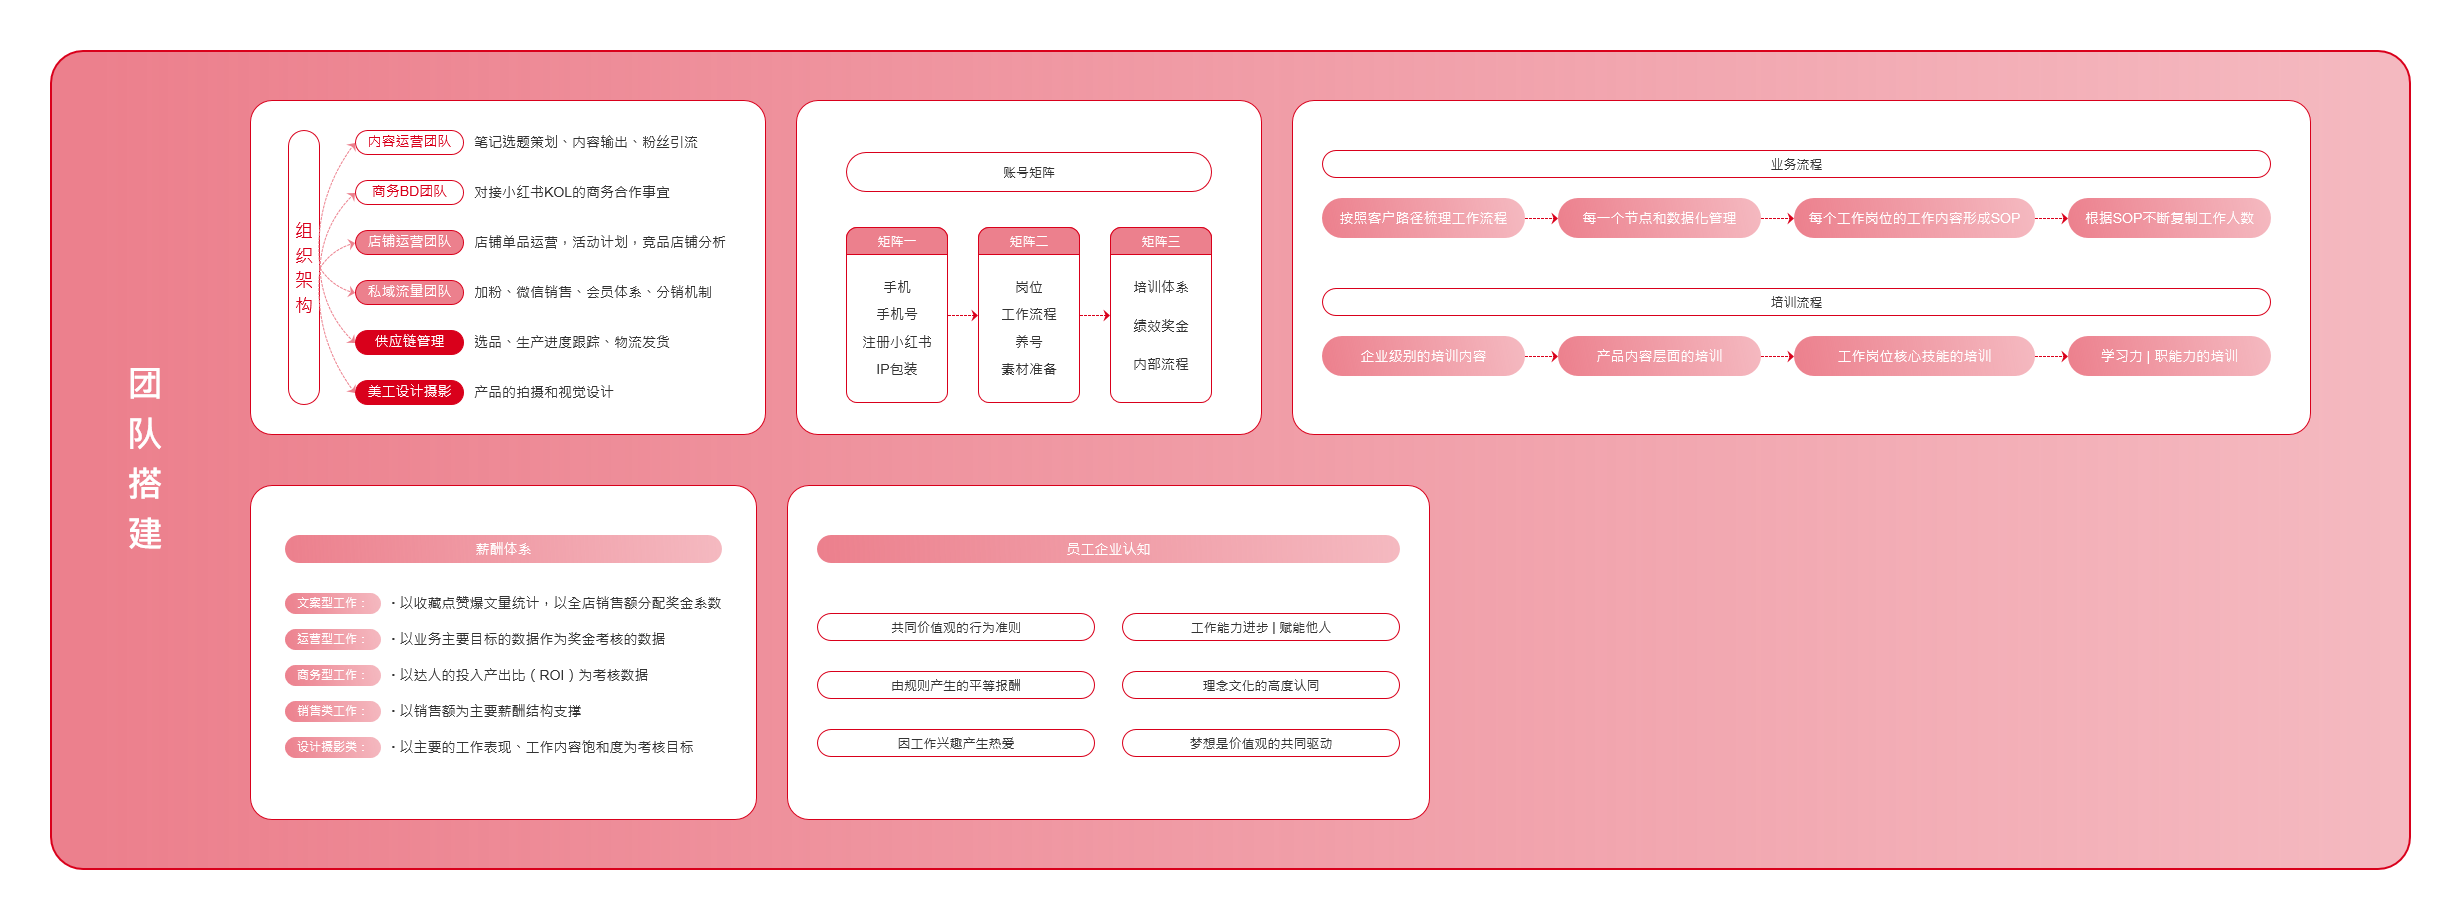 团队搭建
组织架构
内容运营团队 笔记选题策划、内容输出、粉丝引流
商务BD团队 对接小红书KOL的商务合作事宜
店铺运营团队 店铺单品运营，活动计划，竞品店铺分析
私域流量团队 加粉、微信销售、会员体系、分销机制
供应链管理 选品、生产进度跟踪、物流发货
美工设计摄影 产品的拍摄和视觉设计
账号矩阵
矩阵一
手机
手机号
注册小红书
IP包装
矩阵二
岗位
工作流程
养号
素材准备
矩阵三
培训体系
绩效奖金
内部流程
业务流程
按照客户路径梳理工作流程
每一个节点和数据化管理
每个工作岗位的工作内容形成SOP
根据SOP不断复制工作人数
培训流程
企业级别的培训内容
产品内容层面的培训
工作岗位核心技能的培训
学习力 | 职能力的培训
薪酬体系
文案型工作： · 以收藏点赞爆文量统计，以全店销售额分配奖金系数
运营型工作： · 以业务主要目标的数据作为奖金考核的数据
商务型工作： · 以达人的投入产出比（ROI）为考核数据
销售类工作： · 以销售额为主要薪酬结构支撑
设计摄影类： · 以主要的工作表现、工作内容饱和度为考核目标
员工企业认知
共同价值观的行为准则
工作能力进步 | 赋能他人
由规则产生的平等报酬
理念文化的高度认同
因工作兴趣产生热爱
梦想是价值观的共同驱动